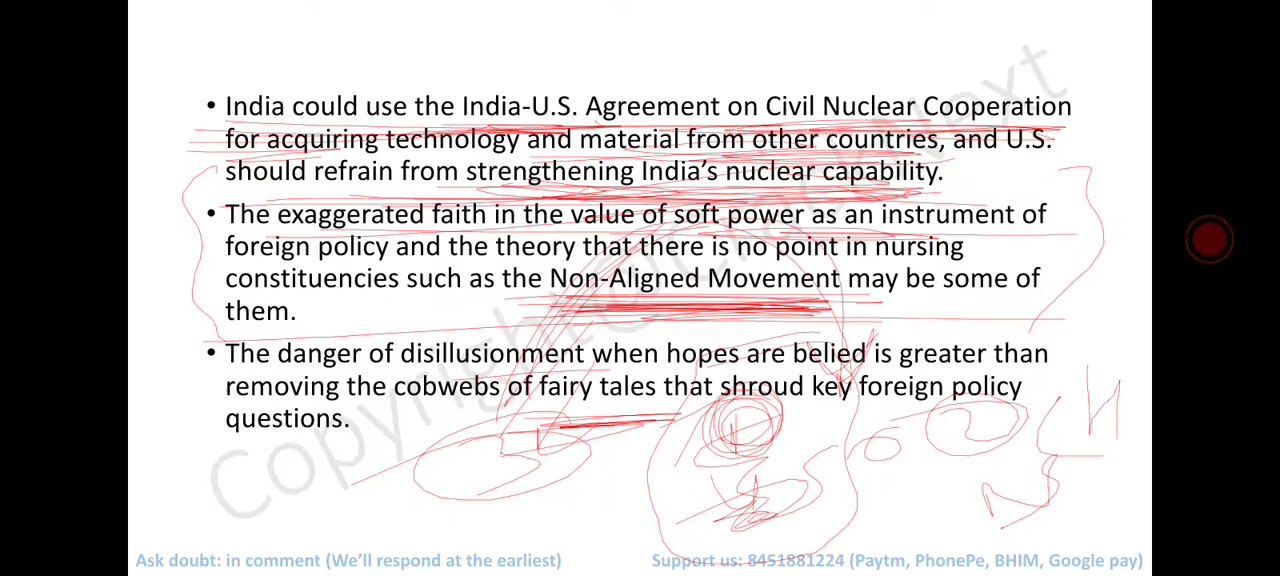 • India could use the India-U.S. Agreement on Civil Nuclear Cooperation
for acquiring technology and material from other countries, and U.S.
should refrain from strengthening India's nuclear capability.
• The exaggerated faith in the value of soft power as an instrument of
foreign policy and the theory that there is no point in nursing
constituencies such as the Non-Aligned Movement may be some of
them.
• The danger of disillusionment when hopes are belied is greater than
removing the cobwebs of fairy tales that shroud key foreign policy
questions.
Ask doubt: in comment (We'll respond at the earliest)
Support us: 8451881224 (Paytm, PhonePe, BHIM, Google pay)